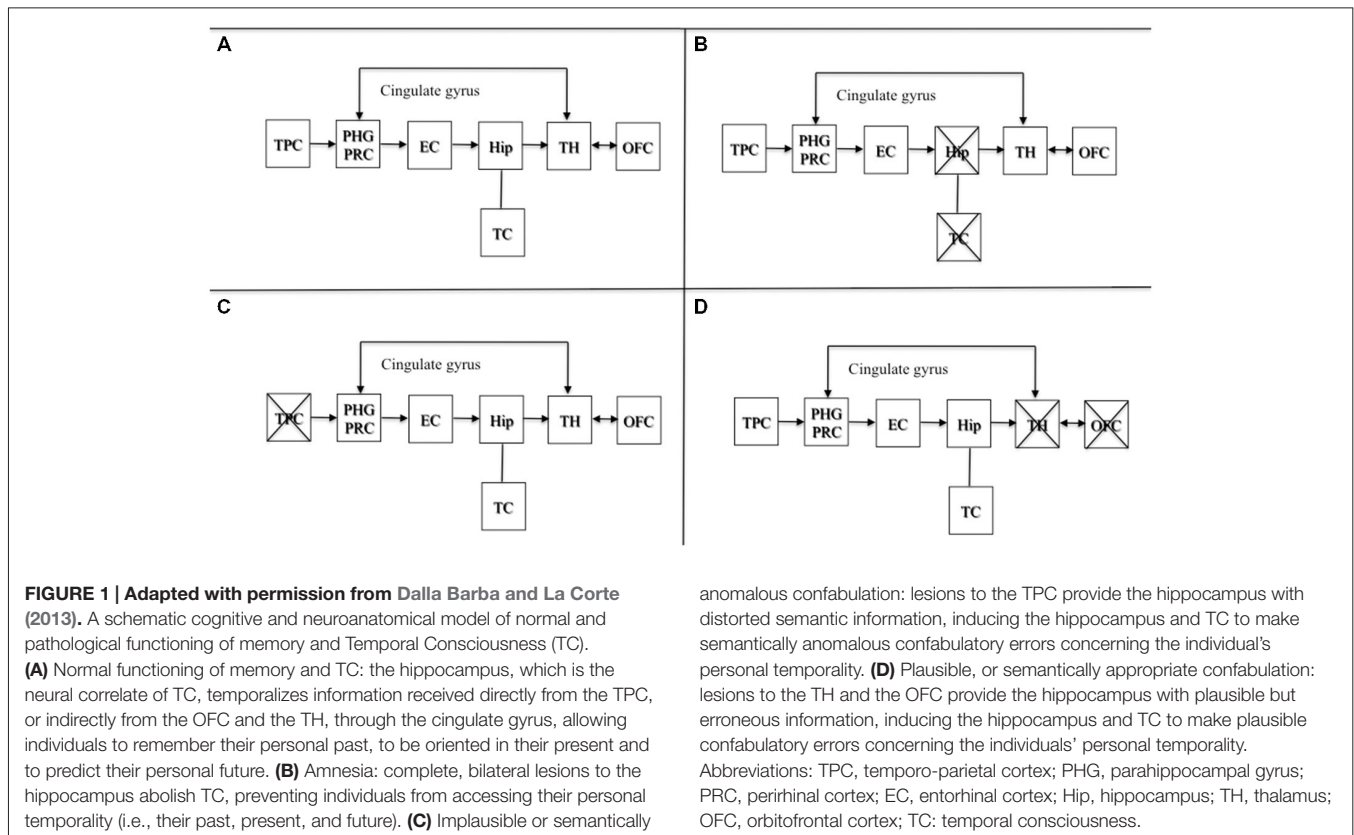 A
Cingulate gyrus
TPC
PHG
PRC
EC
Hip
TH
OFC
TC
B
Cingulate gyrus
TPC
PHG
PRC
EC
Hip
TH
OFC
TC
C
Cingulate gyrus
TPC
PHG
PRC
EC
Hip
TH
OFC
TC
D
Cingulate gyrus
TPC
PHG
PRC
EC
Hip
TH
OFC
TC
FIGURE 1 | Adapted with permission from Dalla Barba and La Corte
(2013). A schematic cognitive and neuroanatomical model of normal and
pathological functioning of memory and Temporal Consciousness (TC).
(A) Normal functioning of memory and TC: the hippocampus, which is the
neural correlate of TC, temporalizes information received directly from the TPC,
or indirectly from the OFC and the TH, through the cingulate gyrus, allowing
individuals to remember their personal past, to be oriented in their present and
to predict their personal future. (B) Amnesia: complete, bilateral lesions to the
hippocampus abolish TC, preventing individuals from accessing their personal
temporality (i.e., their past, present, and future). (C) Implausible or semantically
anomalous confabulation: lesions to the TPC provide the hippocampus with
distorted semantic information, inducing the hippocampus and TC to make
semantically anomalous confabulatory errors concerning the individual's
personal temporality. (D) Plausible, or semantically appropriate confabulation:
lesions to the TH and the OFC provide the hippocampus with plausible but
erroneous information, inducing the hippocampus and TC to make plausible
confabulatory errors concerning the individuals' personal temporality.
Abbreviations: TPC, temporo-parietal cortex; PHG, parahippocampal gyrus;
PRC, perirhinal cortex; EC, entorhinal cortex; Hip, hippocampus; TH, thalamus;
OFC, orbitofrontal cortex; TC: temporal consciousness.